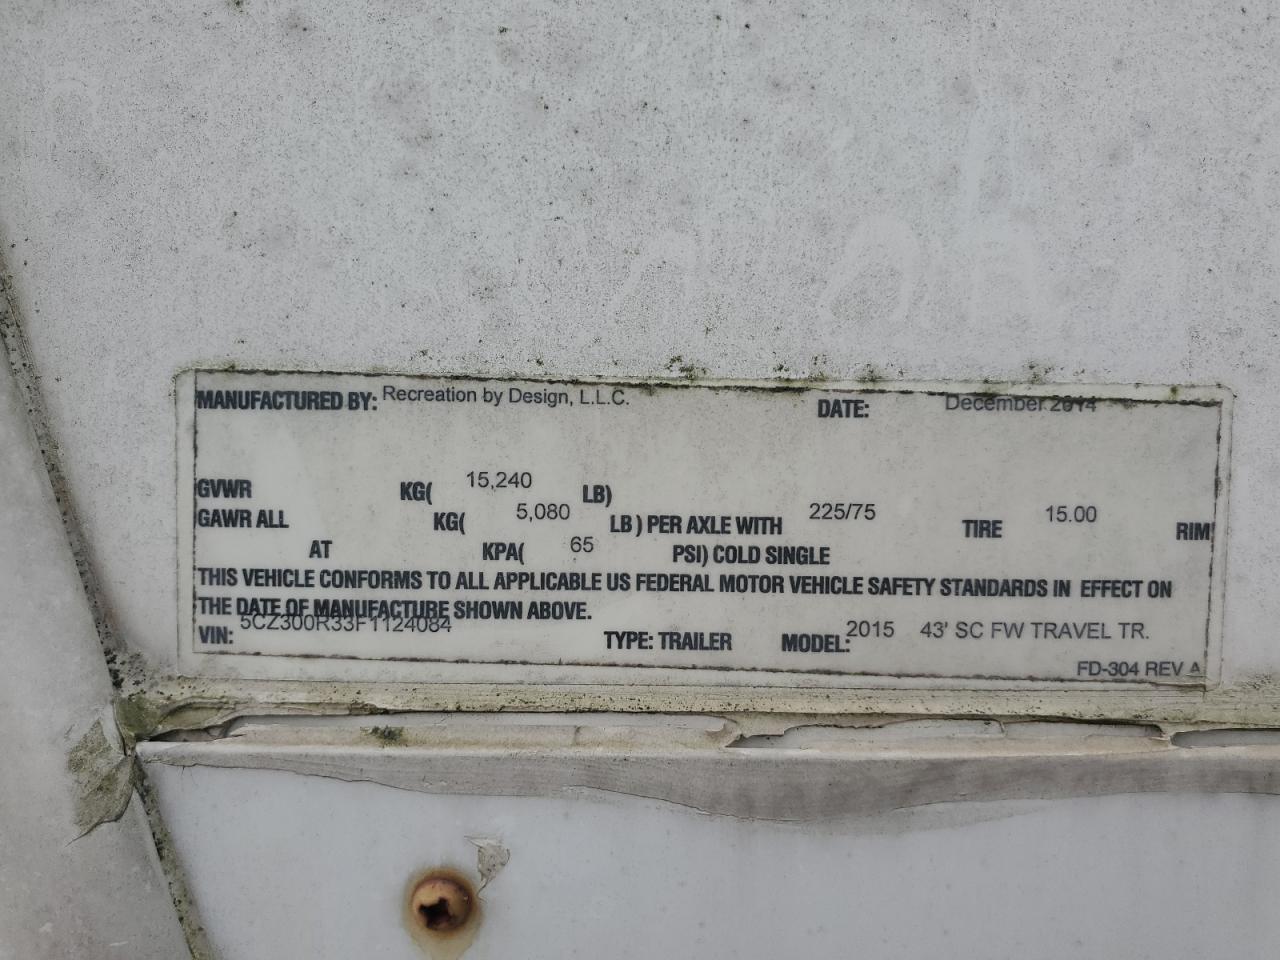 MANUFACTURED BY: Recreation by Design, L.L.C. DATE: December 2014
GVWR KG( 15,240 LB)
GAWR ALL KG( 5,080 LB ) PER AXLE WITH 225/75 TIRE 15.00 RIM
AT KPA( 65 PSI) COLD SINGLE
THIS VEHICLE CONFORMS TO ALL APPLICABLE US FEDERAL MOTOR VEHICLE SAFETY STANDARDS IN EFFECT ON
THE DATE OF MANUFACTURE SHOWN ABOVE.
VIN: 5CZ300R33F1124084 TYPE: TRAILER MODEL: 2015 43' SC FW TRAVEL TR.
FD-304 REV A